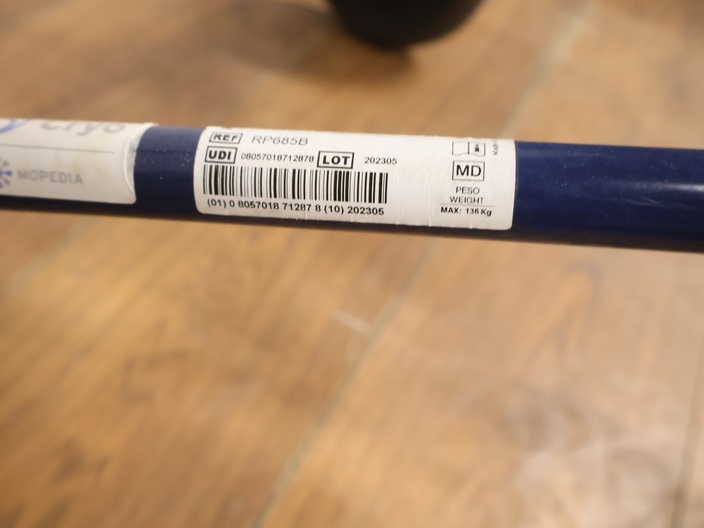 MOPEDIA
REF RP685B
UDI 08057018712878 LOT 202305
(01) 0 8057018 71287 8 (10) 202305
MD
PESO
WEIGHT
MAX: 136 Kg